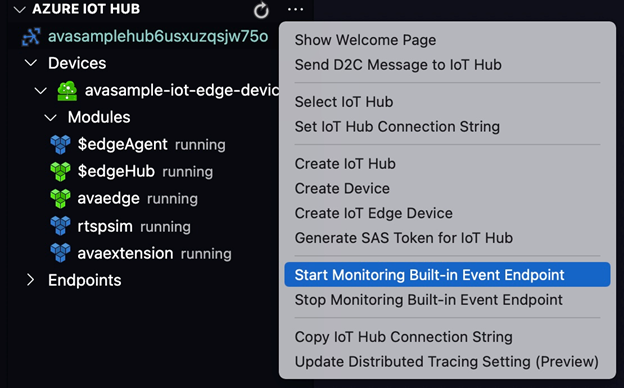 AZURE IOT HUB
avasamplehub6usxuzqsjw75o
Devices
avasample-iot-edge-devic
Modules
$edgeAgent running
$edgeHub running
avaedge running
rtspsim running
avaextension running
Endpoints
Show Welcome Page
Send D2C Message to IoT Hub
Select IoT Hub
Set IoT Hub Connection String
Create IoT Hub
Create Device
Create IoT Edge Device
Generate SAS Token for IoT Hub
Start Monitoring Built-in Event Endpoint
Stop Monitoring Built-in Event Endpoint
Copy IoT Hub Connection String
Update Distributed Tracing Setting (Preview)